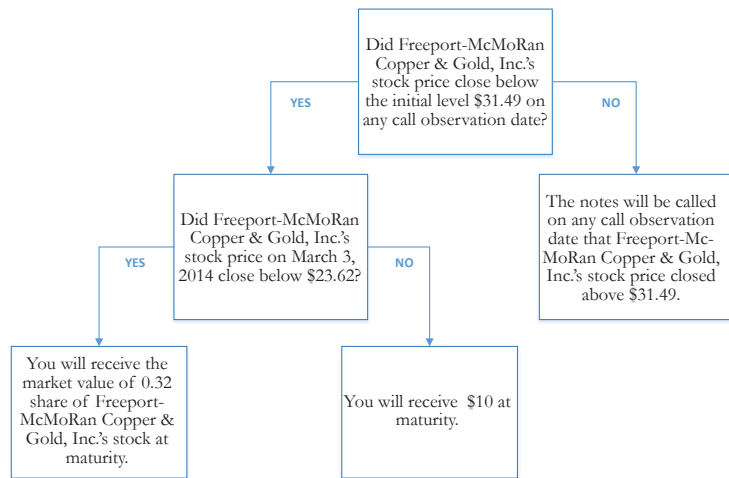 Did Freeport-McMoRan
Copper & Gold, Inc.'s
stock price close below
the initial level $31.49 on
any call observation date?
YES
NO
Did Freeport-McMoRan
Copper & Gold, Inc.'s
stock price on March 3,
2014 close below $23.62?
The notes will be called
on any call observation
date that Freeport-Mc-
MoRan Copper & Gold,
Inc.'s stock price closed
above $31.49.
YES
NO
You will receive the
market value of 0.32
share of Freeport-
McMoRan Copper &
Gold, Inc.'s stock at
maturity.
You will receive $10 at
maturity.